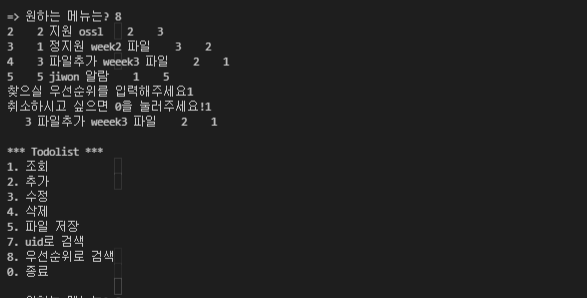 => 원하는 메뉴는? 8
2 2 지원 ossl 2 3
3 1 정지원 week2 파일 3 2
4 3 파일추가 weeek3 파일 2 1
5 5 jiwon 알람 1 5
찾으실 우선순위를 입력해주세요1
취소하시고 싶으면 0을 눌러주세요!1
3 파일추가 weeek3 파일 2 1
*** Todolist ***
1. 조회
2. 추가
3. 수정
4. 삭제
5. 파일 저장
7. uid로 검색
8. 우선순위로 검색
0. 종료